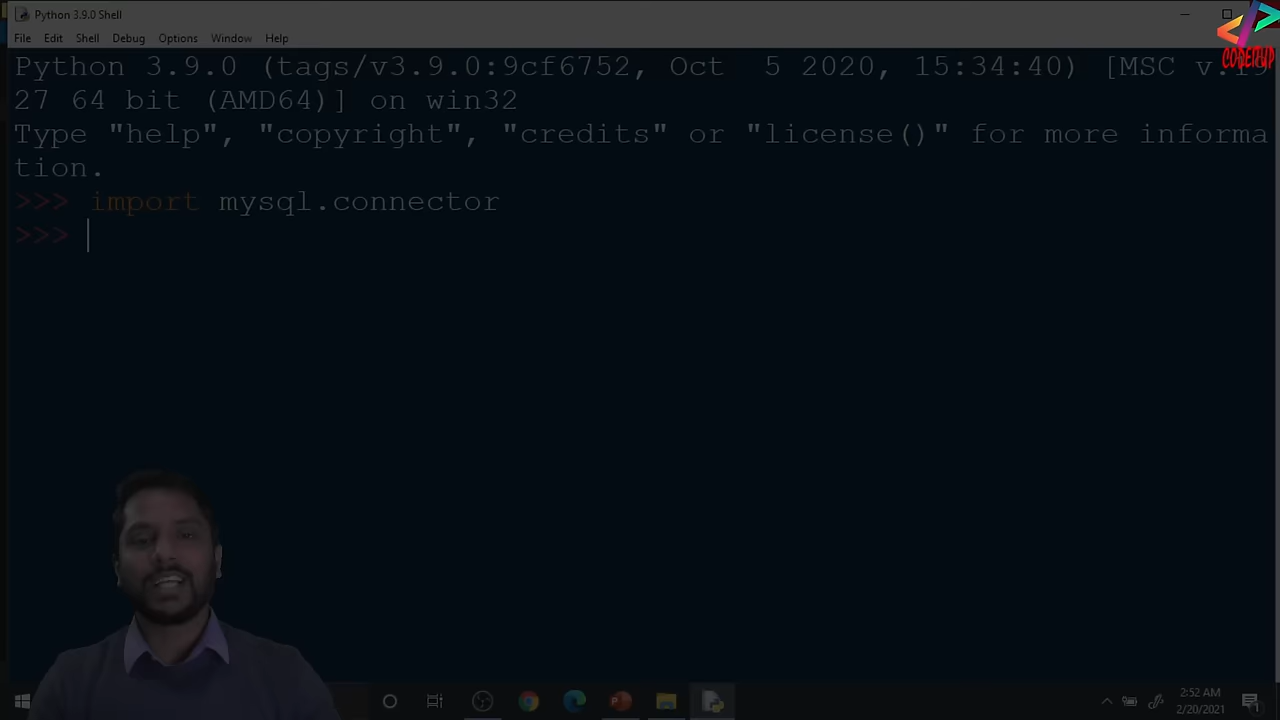 Python 3.9.0 Shell
File Edit Shell Debug Options Window Help
CODEITUP
Python 3.9.0 (tags/v3.9.0:9cf6752, Oct  5 2020, 15:34:40) [MSC v.19
27 64 bit (AMD64)] on win32
Type "help", "copyright", "credits" or "license()" for more informa
tion.
>>> import mysql.connector
>>>
2:52 AM
2/20/2021
1